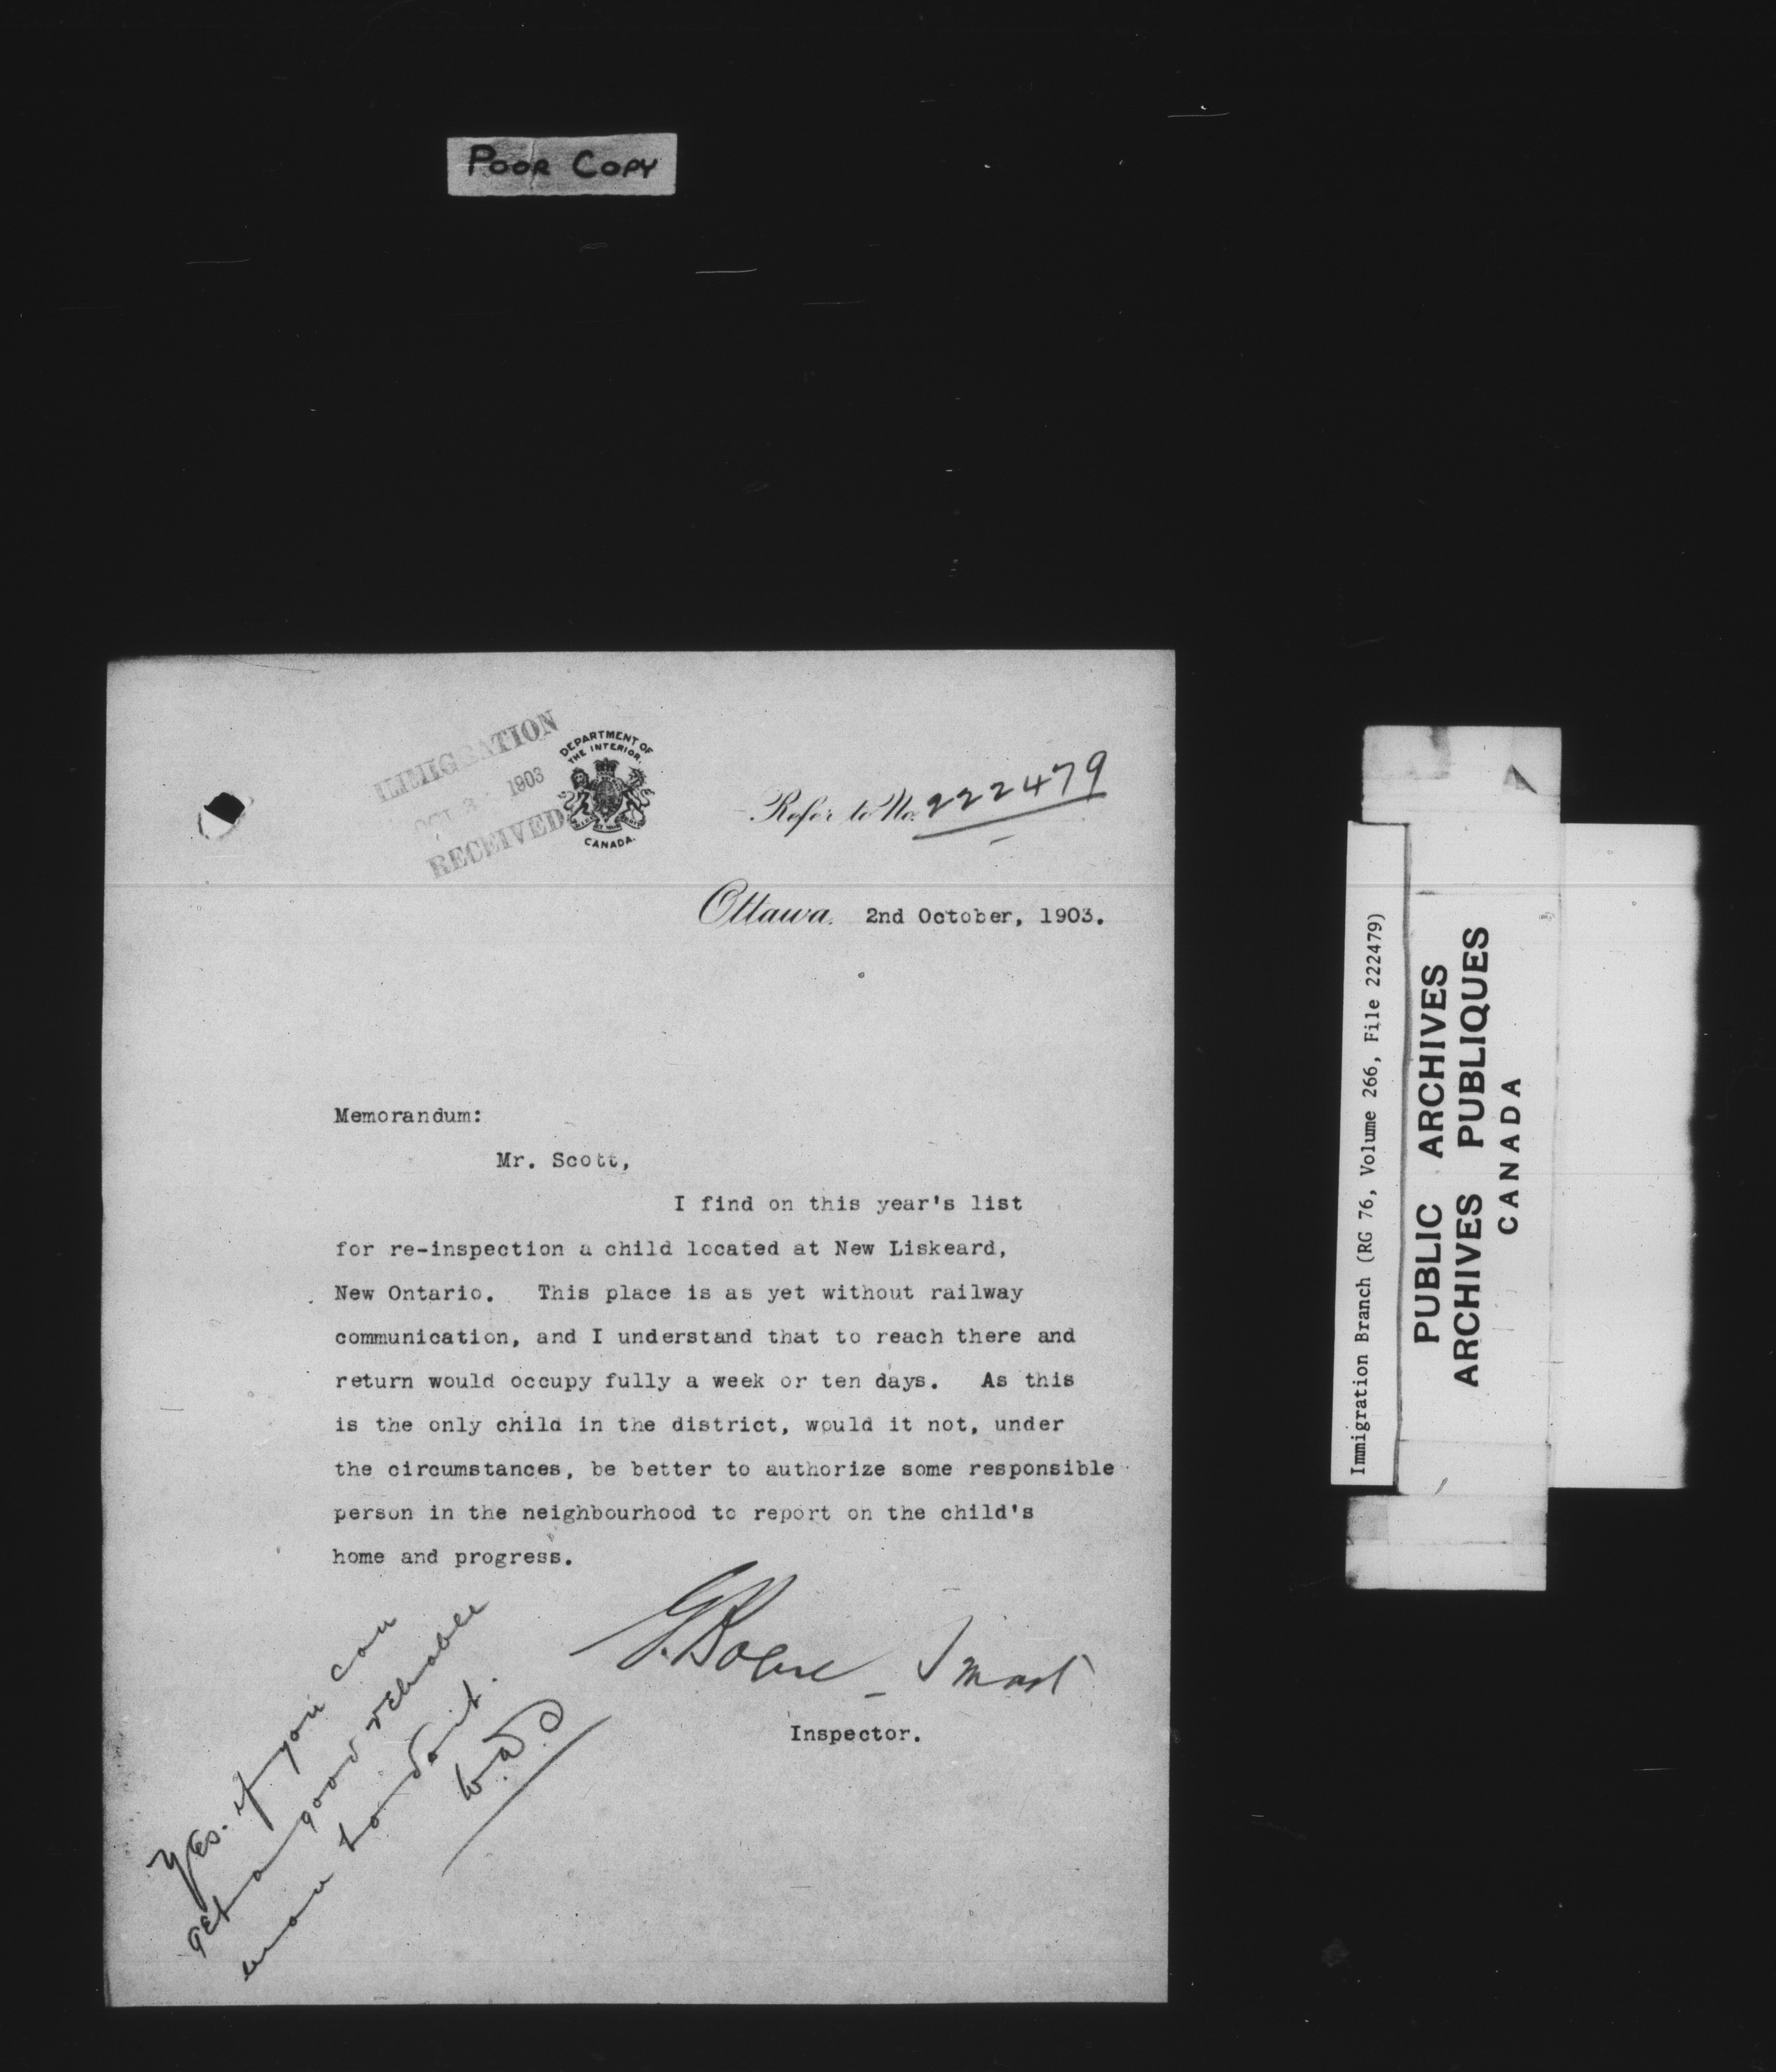 POOR COPY
IMMIGRATION
OCT 3 1903
RECEIVED
DEPARTMENT OF
THE INTERIOR.
CANADA.
Refer to No. 222479
Ottawa, 2nd October, 1903.
Memorandum:
Mr. Scott,
I find on this year's list
for re-inspection a child located at New Liskeard,
New Ontario. This place is as yet without railway
communication, and I understand that to reach there and
return would occupy fully a week or ten days. As this
is the only child in the district, would it not, under
the circumstances, be better to authorize some responsible
person in the neighbourhood to report on the child's
home and progress.
G. Bogue Smart
Inspector.
Yes. if you can
get a good reliable
man to do it.
Immigration Branch (RG 76, Volume 266, File 222479)
PUBLIC ARCHIVES
ARCHIVES PUBLIQUES
CANADA